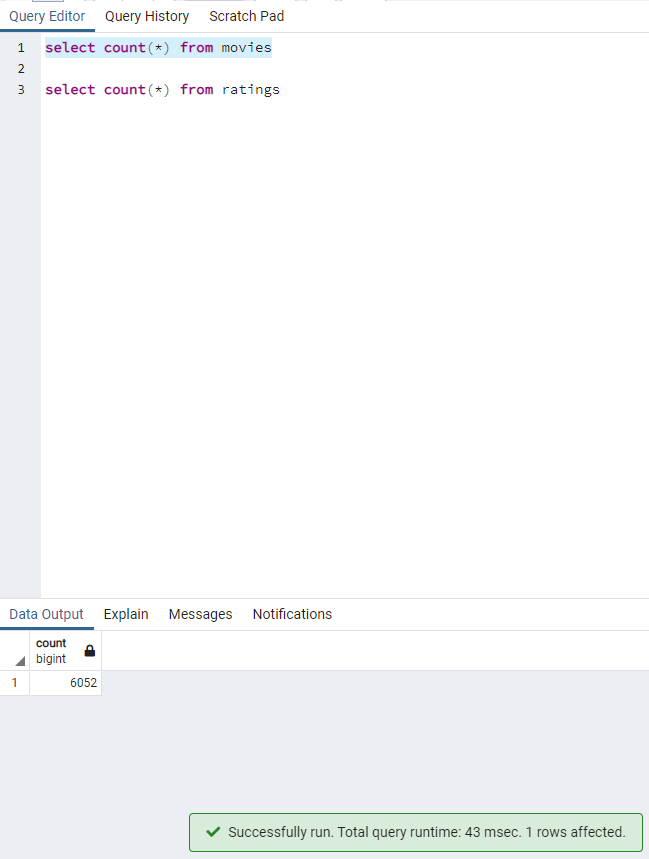 Query Editor Query History Scratch Pad
1 select count(*) from movies
2
3 select count(*) from ratings
Data Output Explain Messages Notifications
count
bigint
1 6052
Successfully run. Total query runtime: 43 msec. 1 rows affected.